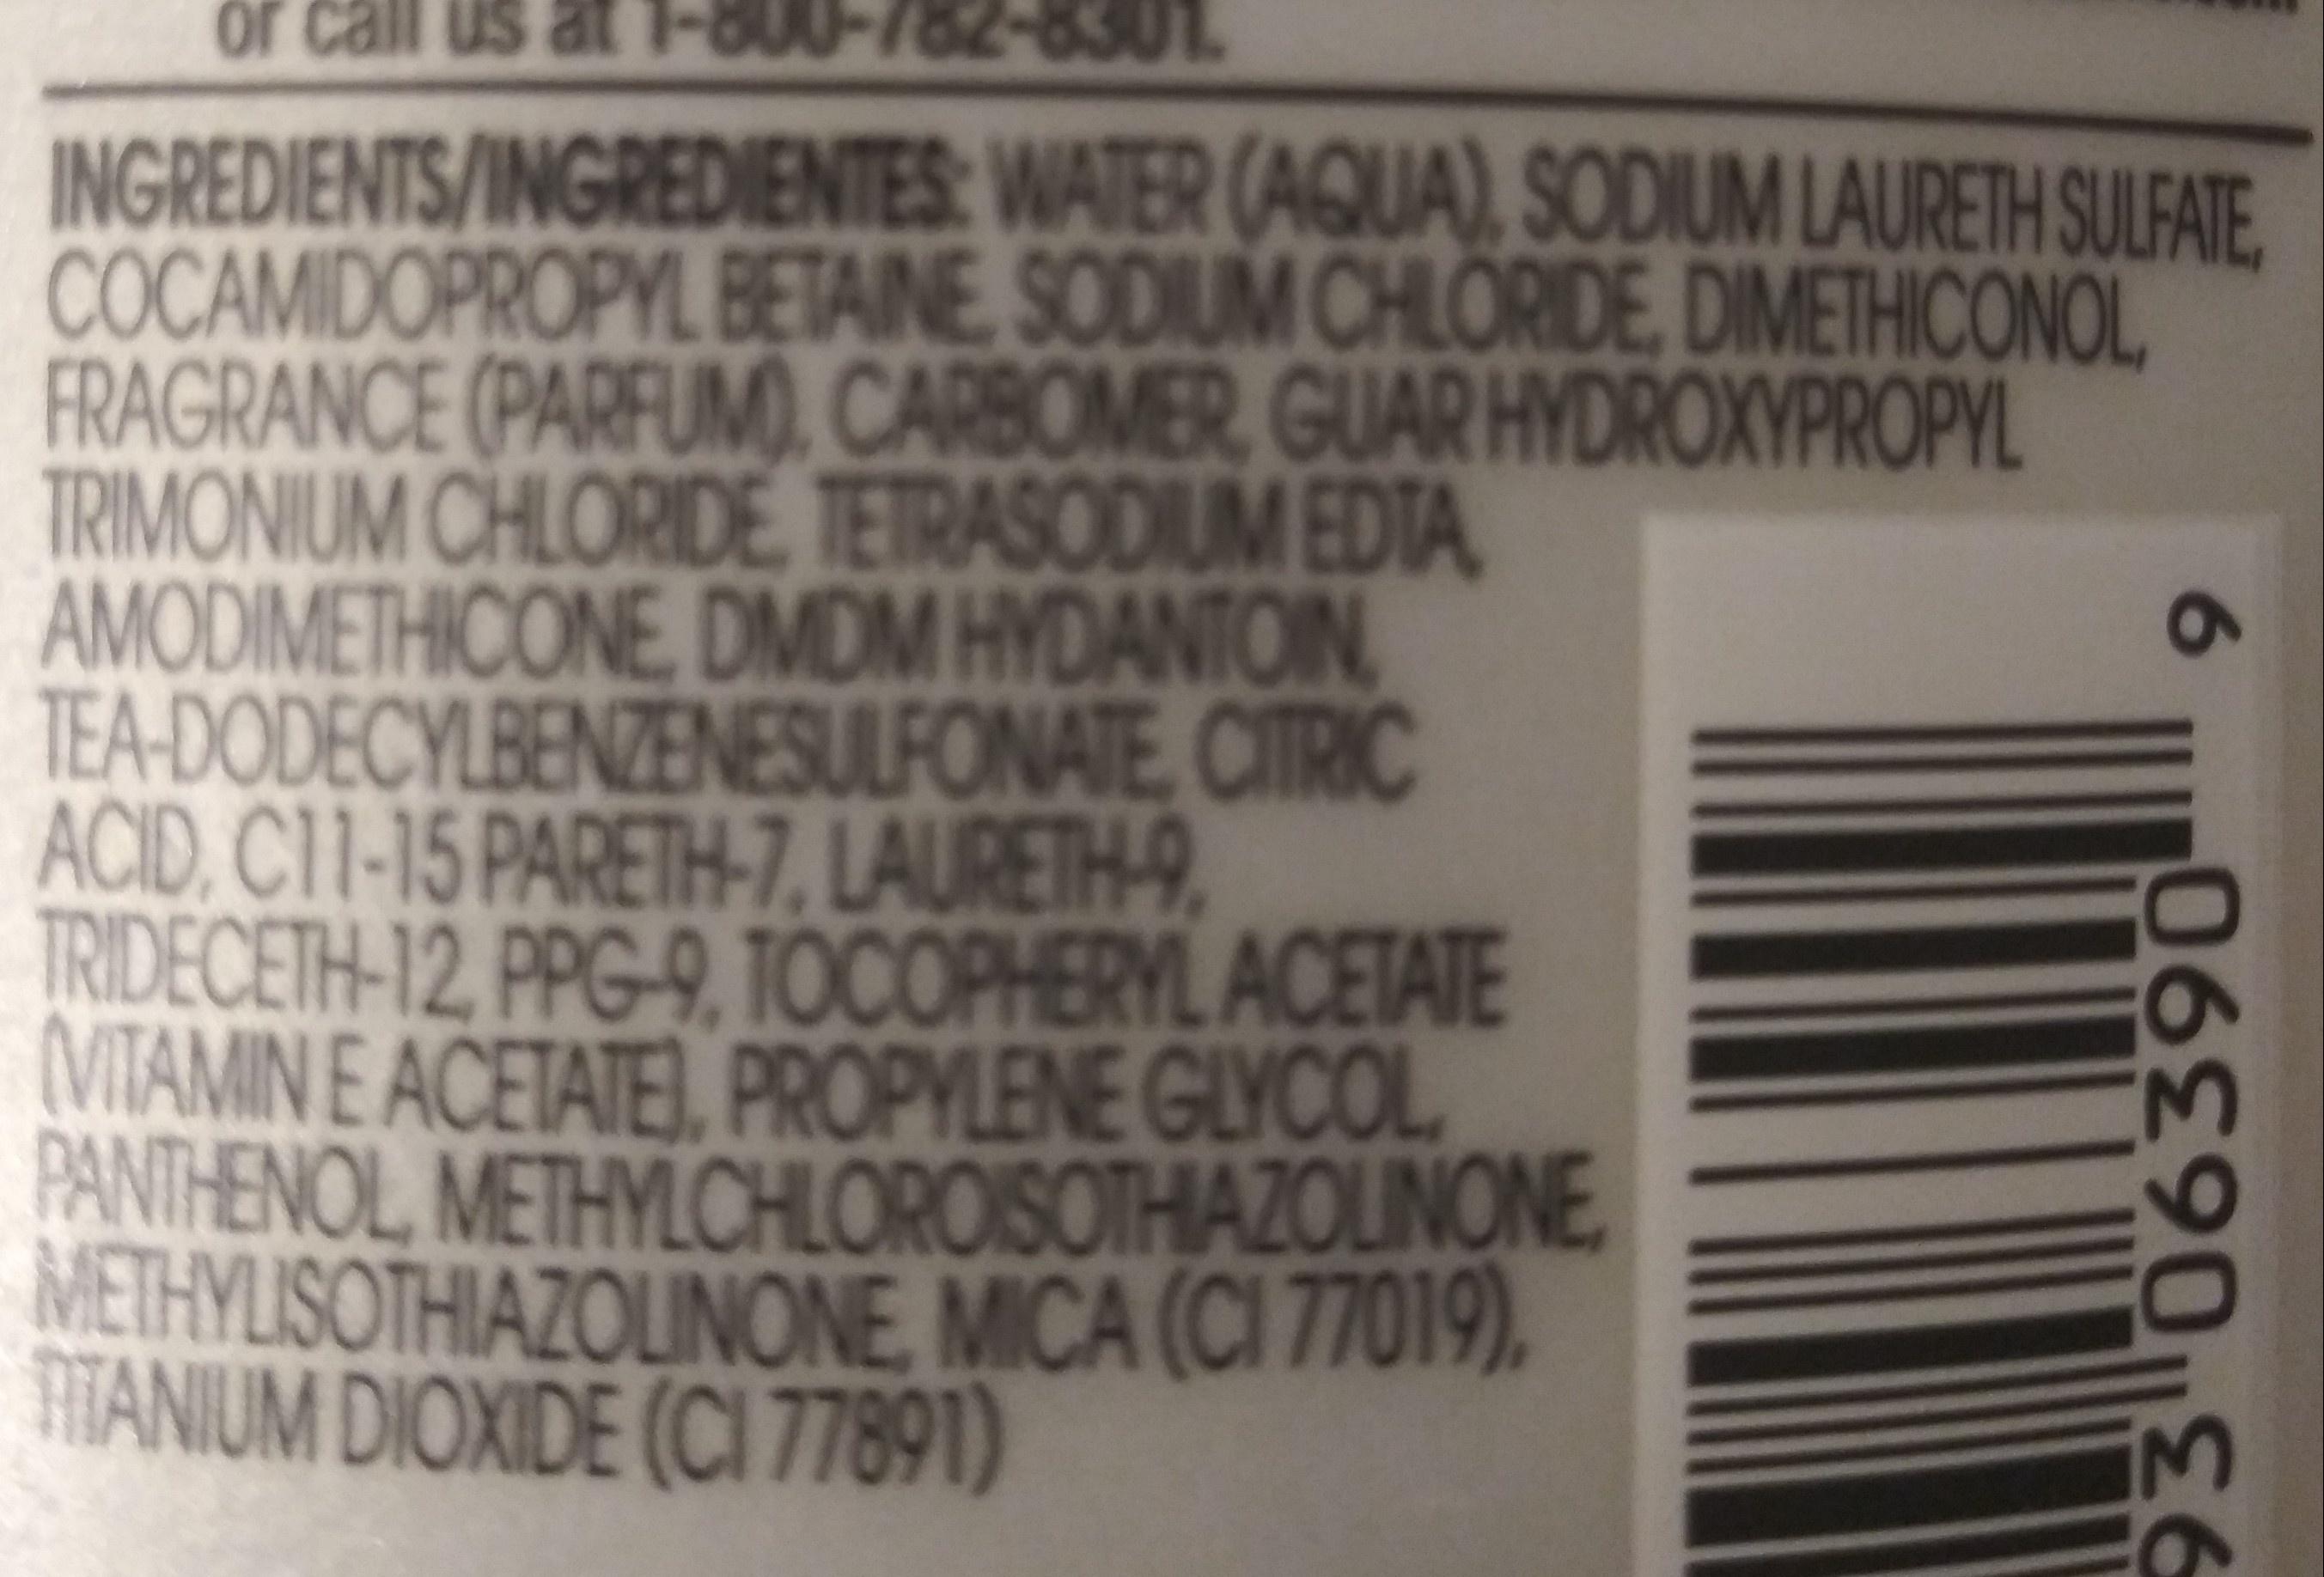 or call us at 1-800-782-8301.
INGREDIENTS/INGREDIENTES: WATER (AQUA), SODIUM LAURETH SULFATE,
COCAMIDOPROPYL BETAINE, SODIUM CHLORIDE, DIMETHICONOL,
FRAGRANCE (PARFUM), CARBOMER, GUAR HYDROXYPROPYL
TRIMONIUM CHLORIDE, TETRASODIUM EDTA,
AMODIMETHICONE, DMDM HYDANTOIN,
TEA-DODECYLBENZENESULFONATE, CITRIC
ACID, C11-15 PARETH-7, LAURETH-9,
TRIDECETH-12, PPG-9, TOCOPHERYL ACETATE
(VITAMIN E ACETATE), PROPYLENE GLYCOL,
PANTHENOL, METHYLCHLOROISOTHIAZOLINONE,
METHYLISOTHIAZOLINONE, MICA (CI 77019),
TITANIUM DIOXIDE (CI 77891)
93 06390 9